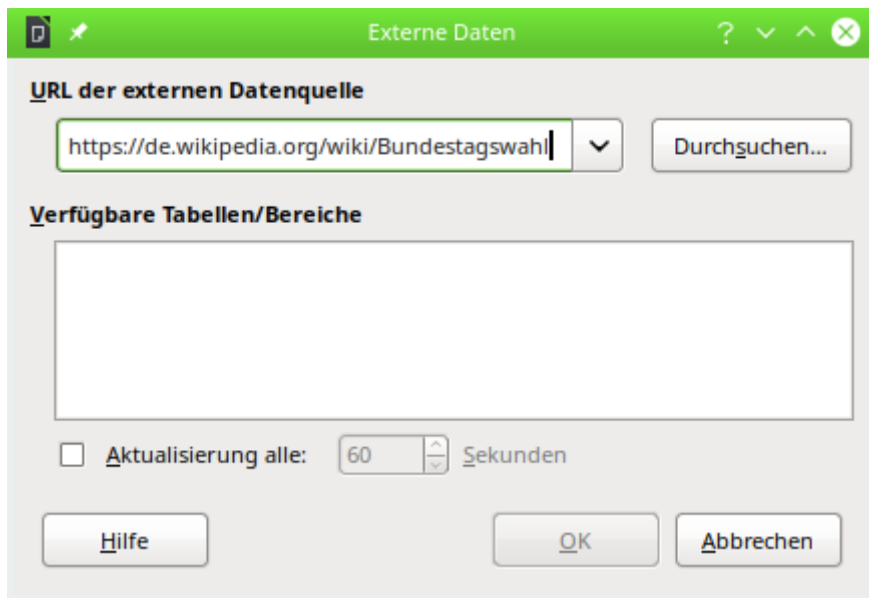 Externe Daten
URL der externen Datenquelle
https://de.wikipedia.org/wiki/Bundestagswahl
Durchsuchen...
Verfügbare Tabellen/Bereiche
Aktualisierung alle: 60 Sekunden
Hilfe OK Abbrechen